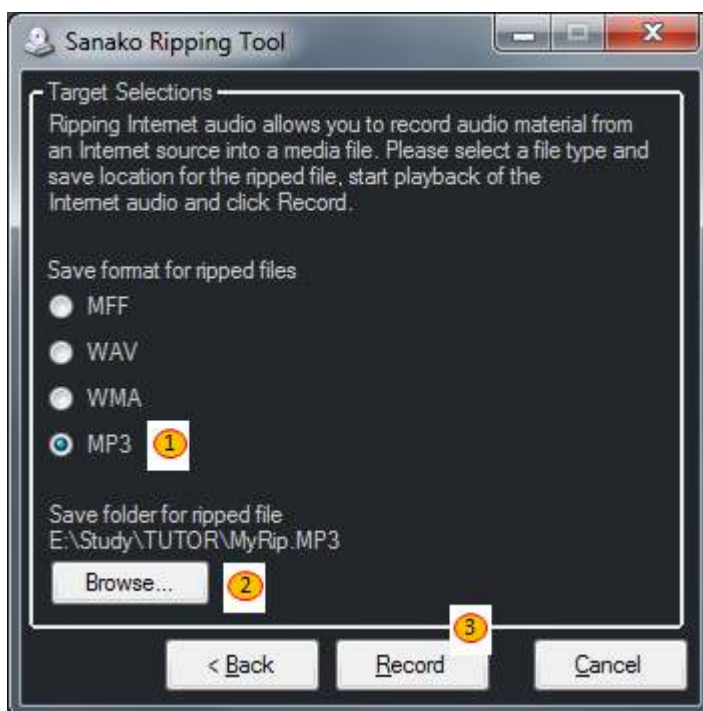 Sanako Ripping Tool
Target Selections
Ripping Internet audio allows you to record audio material from
an Internet source into a media file. Please select a file type and
save location for the ripped file, start playback of the
Internet audio and click Record.
Save format for ripped files
MFF
WAV
WMA
MP3 1
Save folder for ripped file
E:\Study\TUTOR\MyRip.MP3
Browse... 2
3
< Back Record Cancel